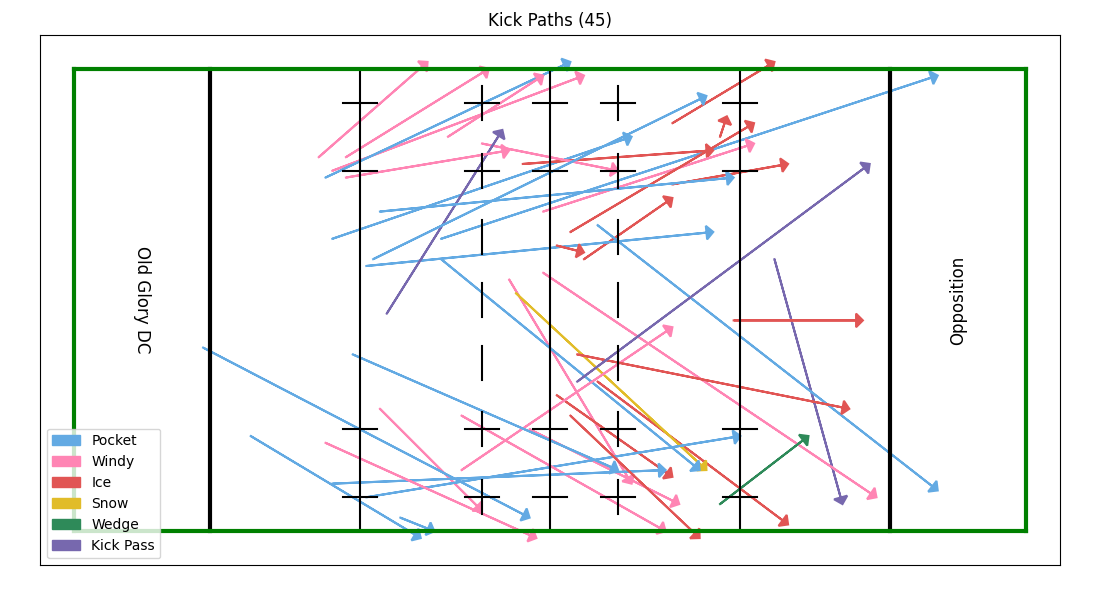 Kick Paths (45)
Old Glory DC
Opposition
Pocket
Windy
Ice
Snow
Wedge
Kick Pass